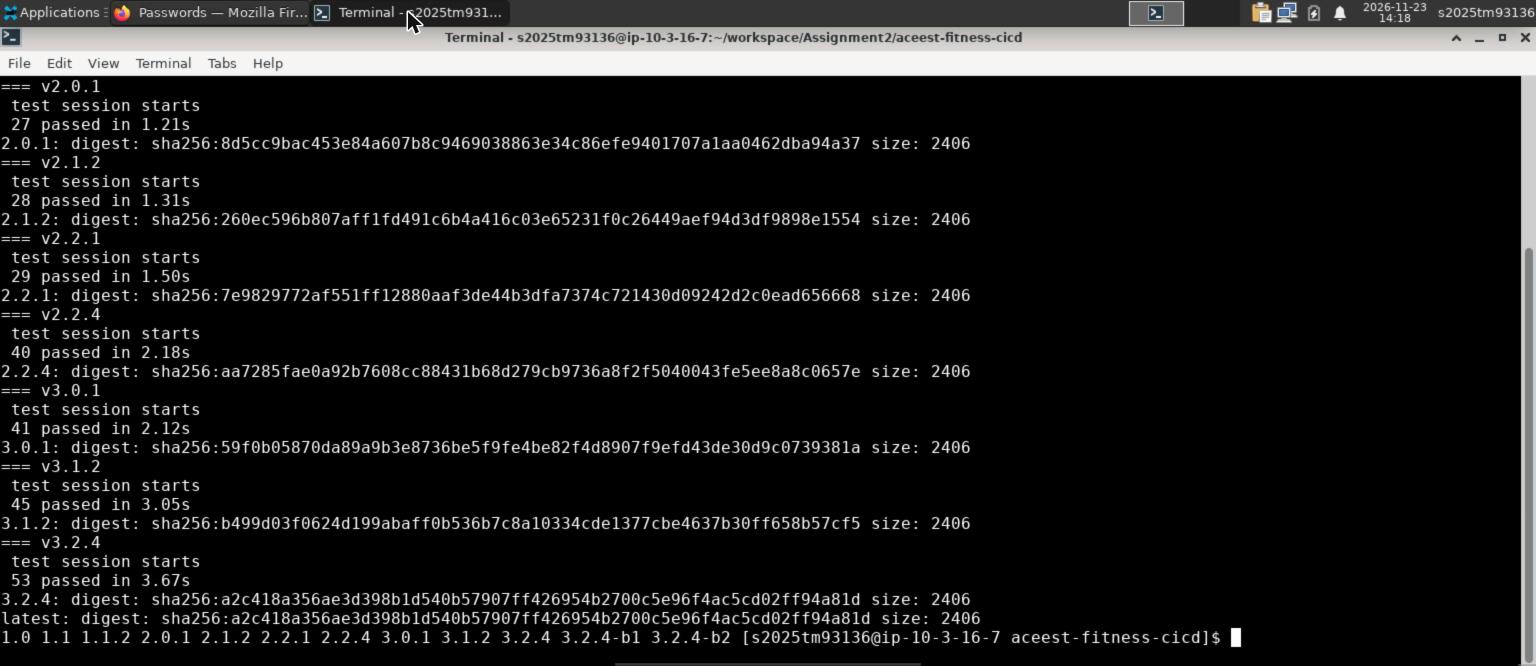 Applications
Passwords — Mozilla Fir...
Terminal - s2025tm931...
2026-11-23
14:18
s2025tm93136
Terminal - s2025tm93136@ip-10-3-16-7:~/workspace/Assignment2/aceest-fitness-cicd
File Edit View Terminal Tabs Help
=== v2.0.1
test session starts
27 passed in 1.21s
2.0.1: digest: sha256:8d5cc9bac453e84a607b8c9469038863e34c86efe9401707a1aa0462dba94a37 size: 2406
=== v2.1.2
test session starts
28 passed in 1.31s
2.1.2: digest: sha256:260ec596b807aff1fd491c6b4a416c03e65231f0c26449aef94d3df9898e1554 size: 2406
=== v2.2.1
test session starts
29 passed in 1.50s
2.2.1: digest: sha256:7e9829772af551ff12880aaf3de44b3dfa7374c721430d09242d2c0ead656668 size: 2406
=== v2.2.4
test session starts
40 passed in 2.18s
2.2.4: digest: sha256:aa7285fae0a92b7608cc88431b68d279cb9736a8f2f5040043fe5ee8a8c0657e size: 2406
=== v3.0.1
test session starts
41 passed in 2.12s
3.0.1: digest: sha256:59f0b05870da89a9b3e8736be5f9fe4be82f4d8907f9efd43de30d9c0739381a size: 2406
=== v3.1.2
test session starts
45 passed in 3.05s
3.1.2: digest: sha256:b499d03f0624d199abaff0b536b7c8a10334cde1377cbe4637b30ff658b57cf5 size: 2406
=== v3.2.4
test session starts
53 passed in 3.67s
3.2.4: digest: sha256:a2c418a356ae3d398b1d540b57907ff426954b2700c5e96f4ac5cd02ff94a81d size: 2406
latest: digest: sha256:a2c418a356ae3d398b1d540b57907ff426954b2700c5e96f4ac5cd02ff94a81d size: 2406
1.0 1.1 1.1.2 2.0.1 2.1.2 2.2.1 2.2.4 3.0.1 3.1.2 3.2.4 3.2.4-b1 3.2.4-b2 [s2025tm93136@ip-10-3-16-7 aceest-fitness-cicd]$